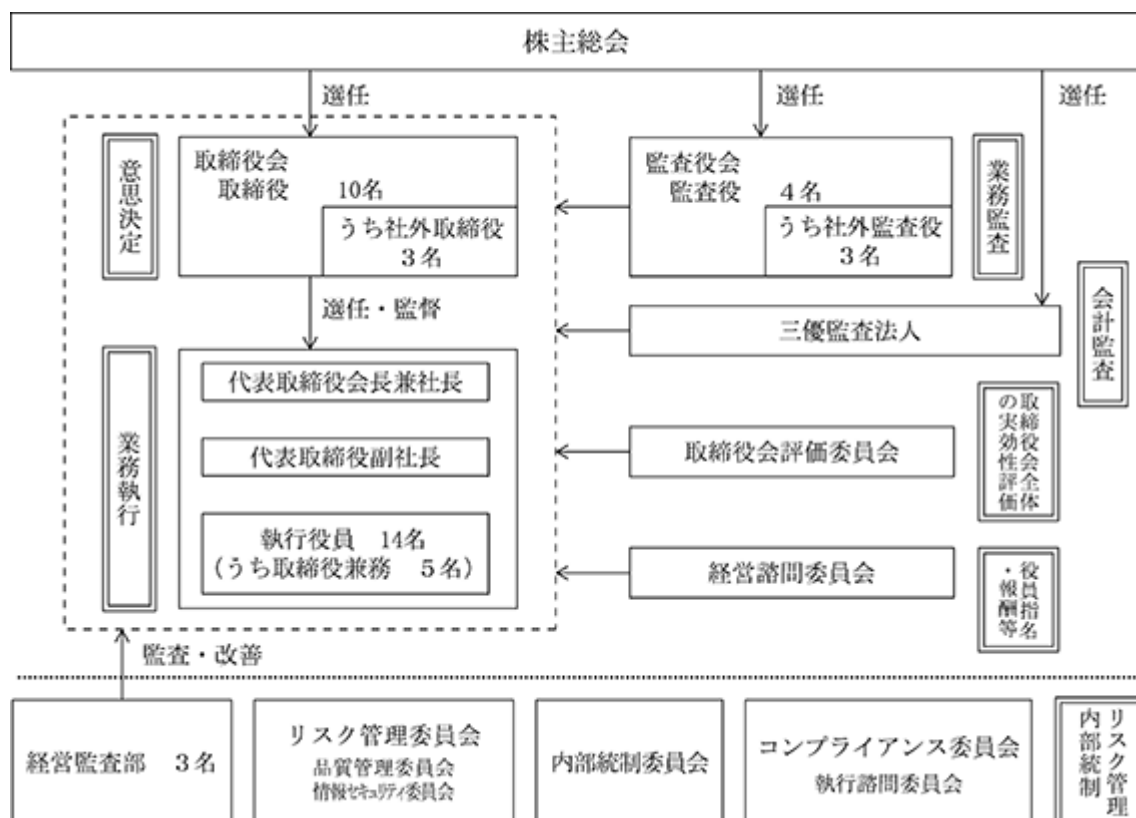 株主総会
選任
選任
選任
意思決定
取締役会
取締役 10名
うち社外取締役
3名
監査役会
監査役 4名
うち社外監査役
3名
業務監査
選任・監督
三優監査法人
会計監査
業務執行
代表取締役会長兼社長
代表取締役副社長
執行役員 14名
(うち取締役兼務 5名)
取締役会評価委員会
取締役会全体
の実効性評価
経営諮問委員会
役員指名
・報酬等
監査・改善
経営監査部 3名
リスク管理委員会
品質管理委員会
情報セキュリティ委員会
内部統制委員会
コンプライアンス委員会
執行諮問委員会
リスク管理
内部統制